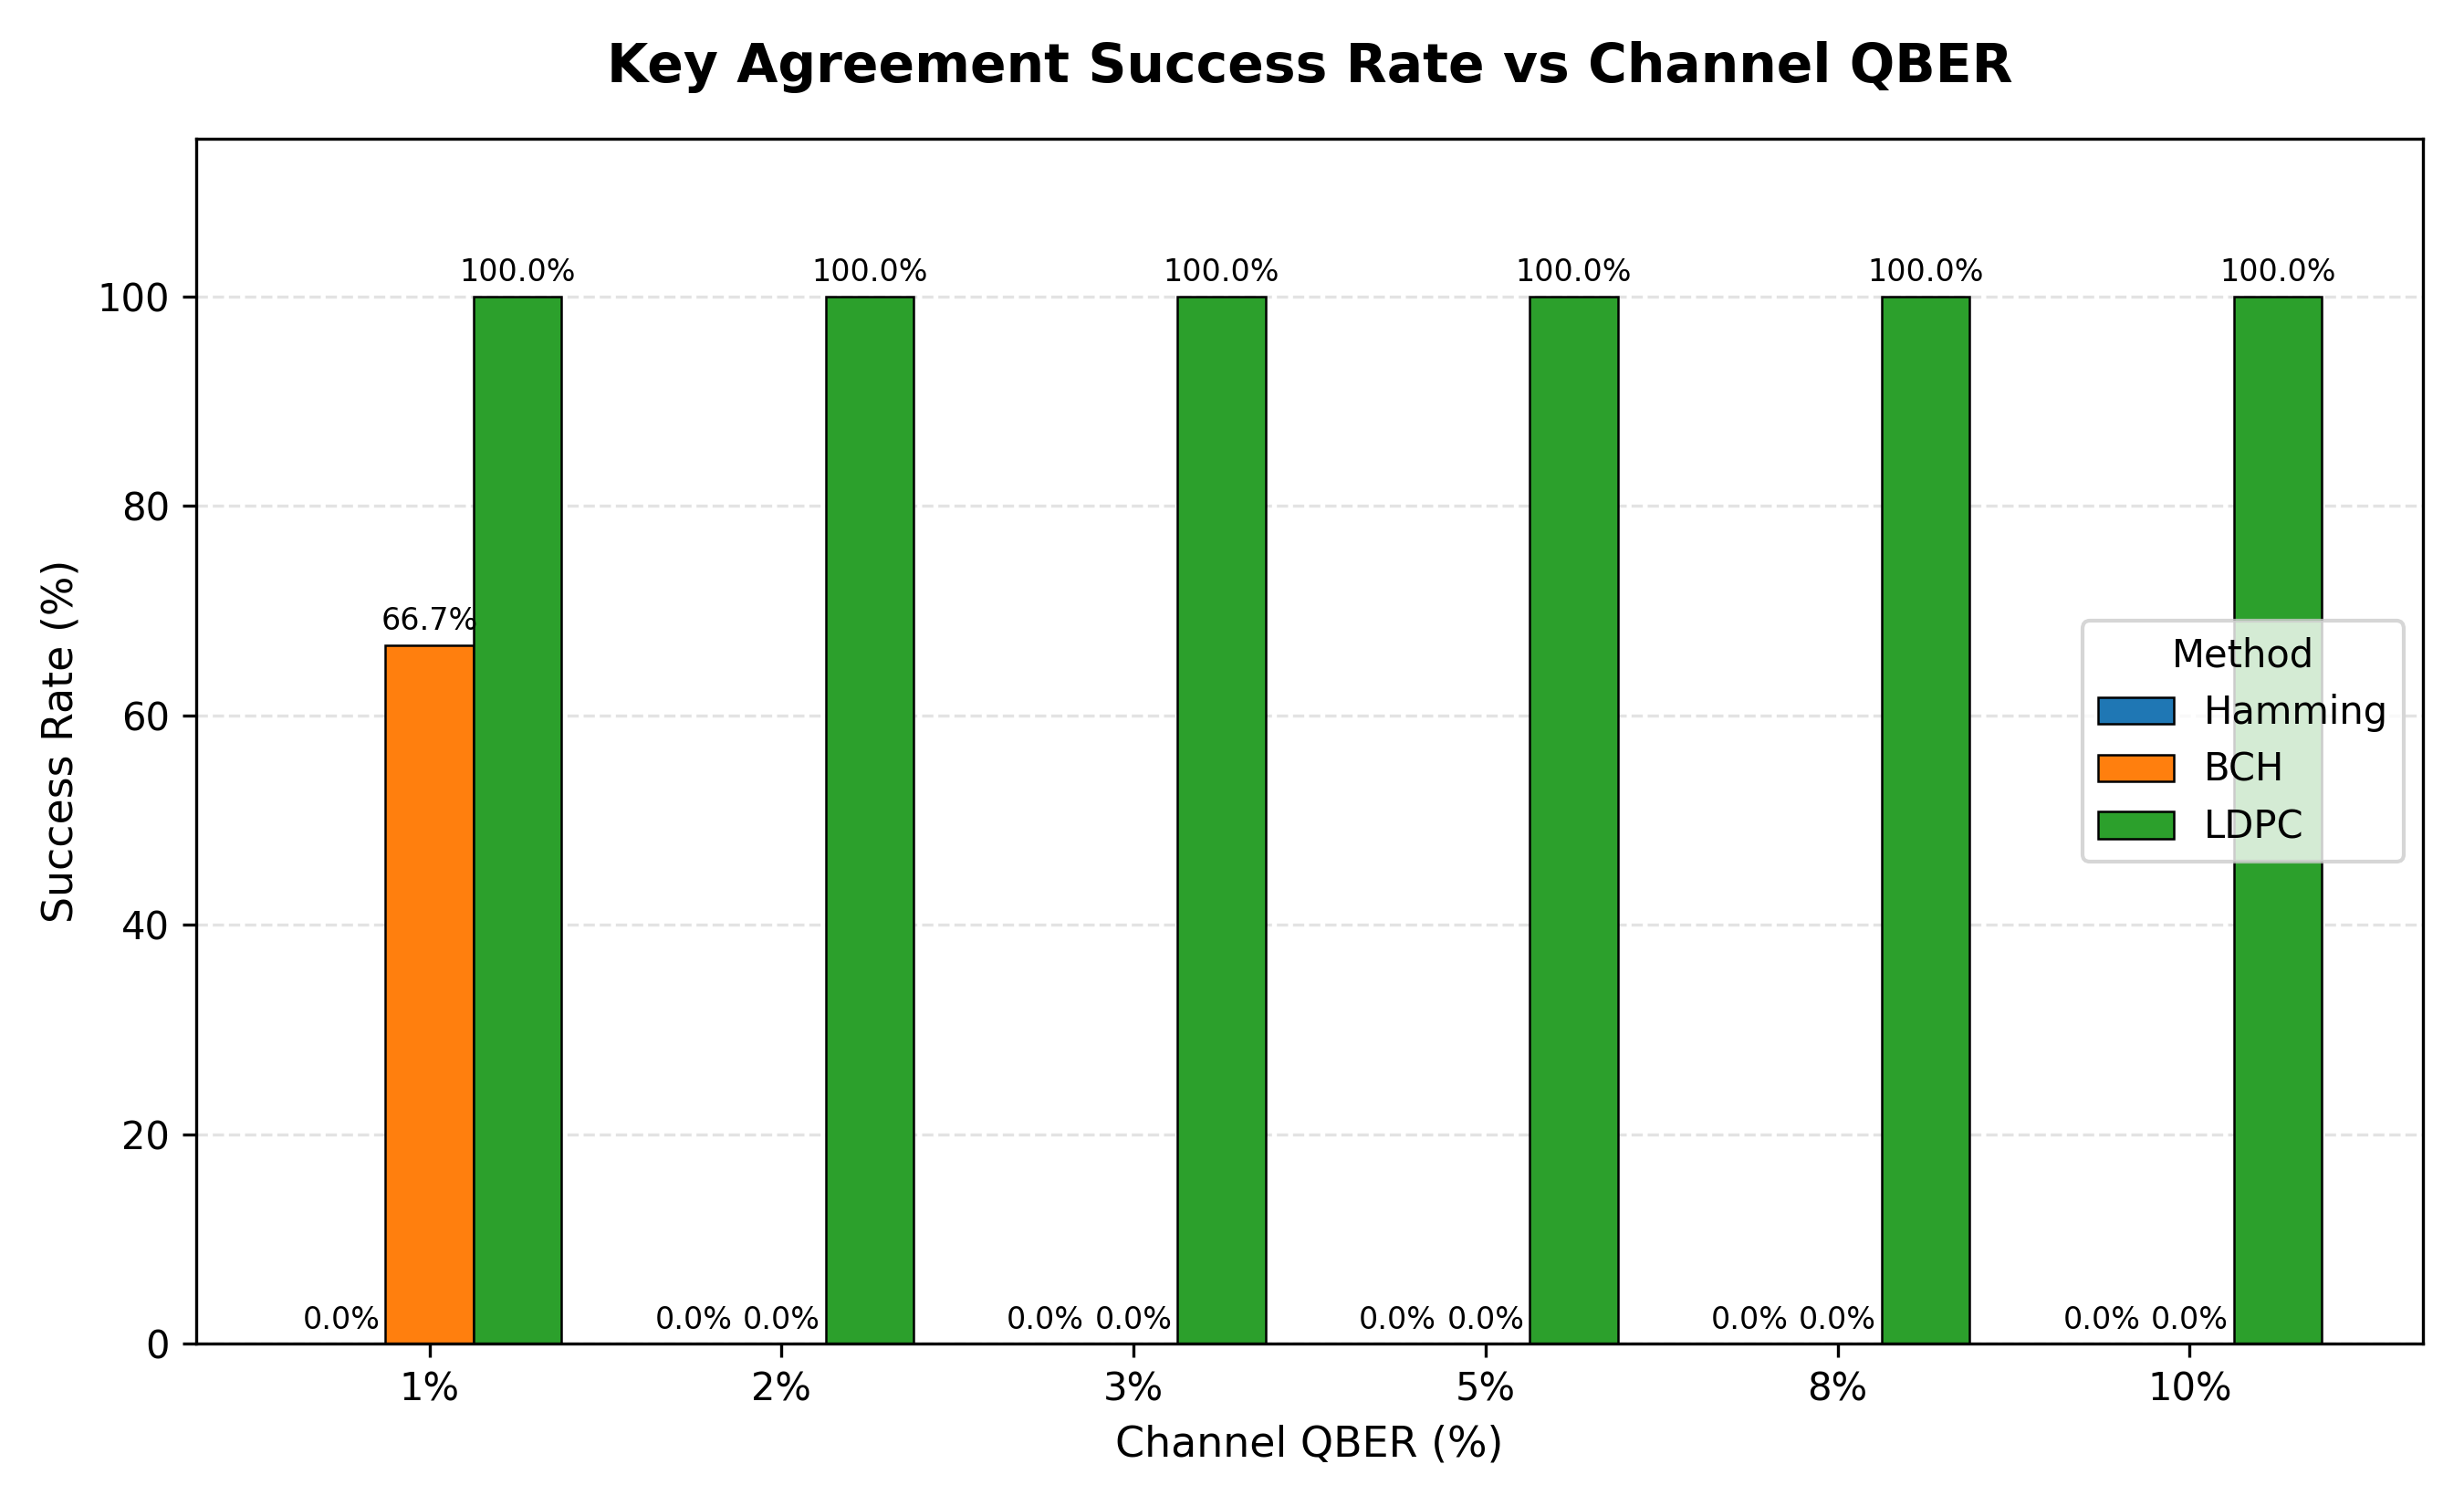 Key Agreement Success Rate vs Channel QBER
100.0% 100.0% 100.0% 100.0% 100.0% 100.0%
100
80
66.7%
60
40
20
0.0% 0.0% 0.0% 0.0% 0.0% 0.0% 0.0% 0.0% 0.0% 0.0% 0.0%
0
Success Rate (%)
Method
Hamming
BCH
LDPC
1% 2% 3% 5% 8% 10%
Channel QBER (%)